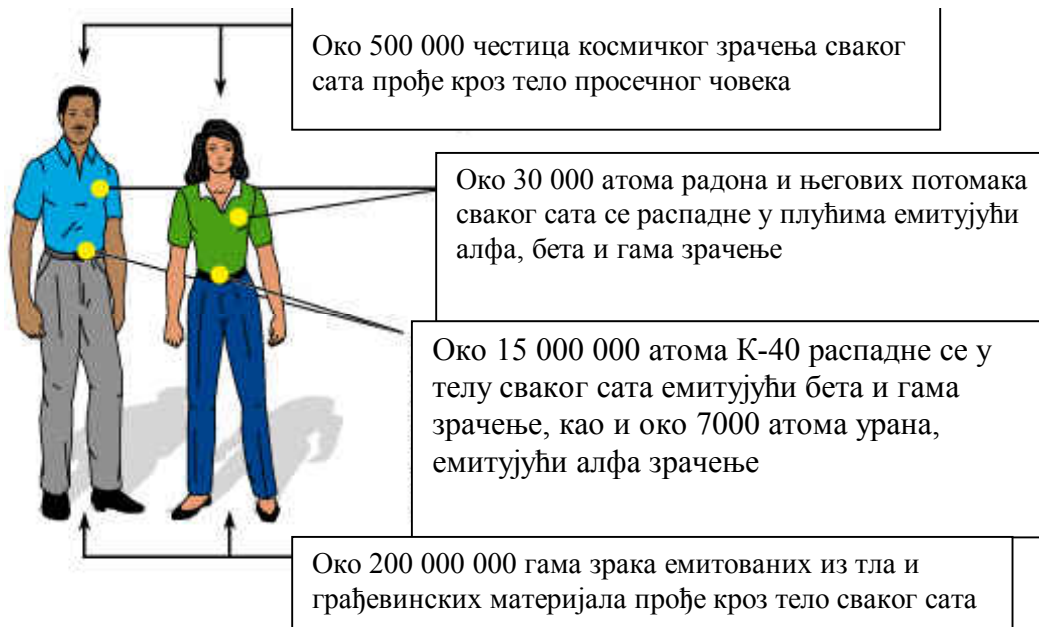 Око 500 000 честица космичког зрачења сваког
сата прође кроз тело просечног човека
Око 30 000 атома радона и његових потомака
сваког сата се распадне у плућима емитујући
алфа, бета и гама зрачење
Око 15 000 000 атома К-40 распадне се у
телу сваког сата емитујући бета и гама
зрачење, као и око 7000 атома урана,
емитујући алфа зрачење
Око 200 000 000 гама зрака емитованих из тла и
грађевинских материјала прође кроз тело сваког сата